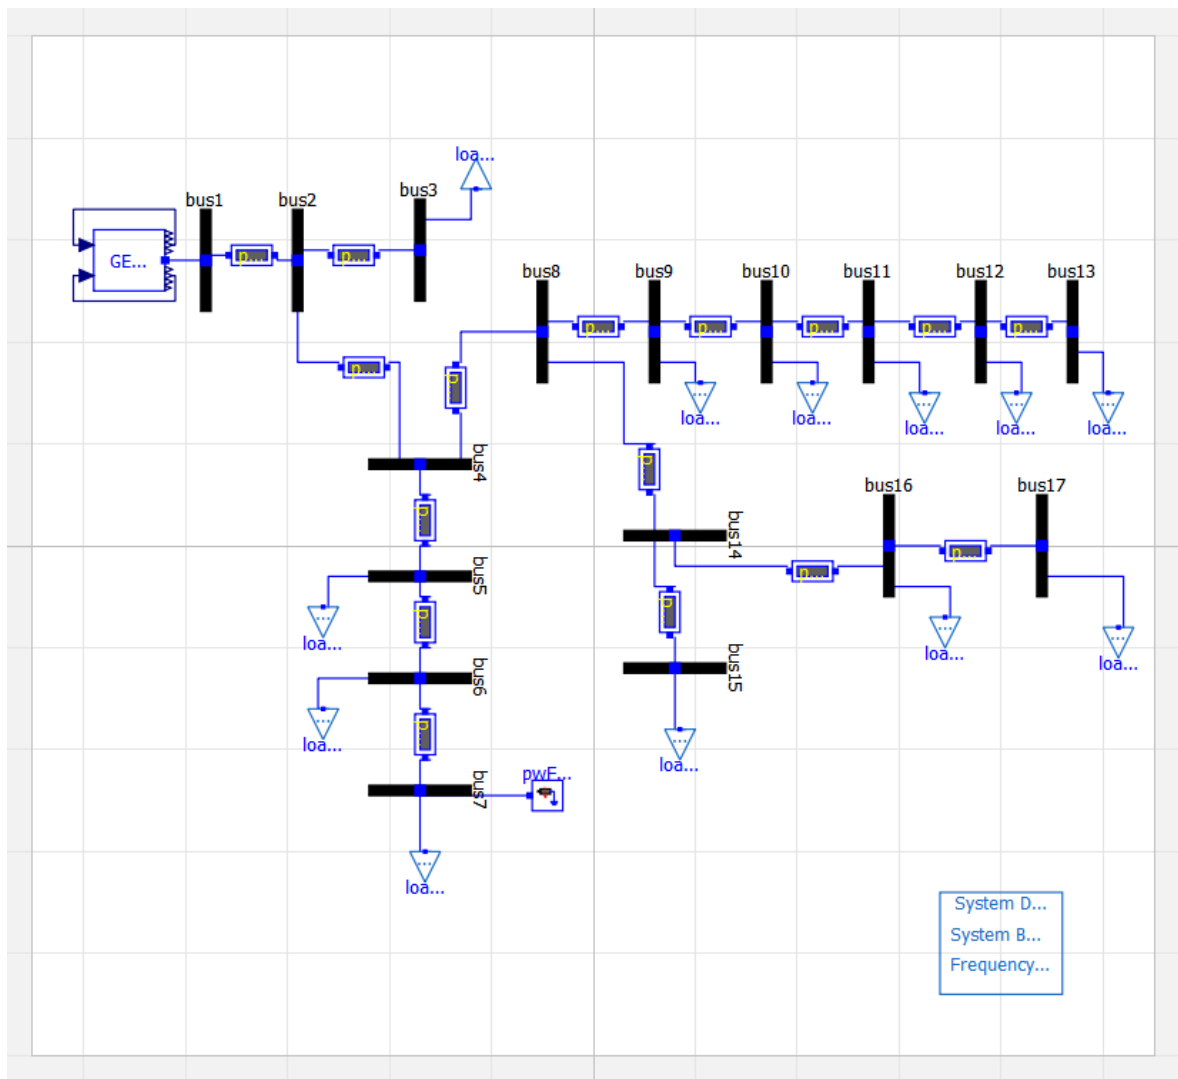 loa...
bus1
bus2
bus3
GE...
p...
p...
bus8
bus9
bus10
bus11
bus12
bus13
p...
p...
p...
p...
p...
p...
p
loa...
loa...
loa...
loa...
loa...
bus4
p
bus16
bus17
p
bus14
p...
p...
bus5
p
p
loa...
loa...
loa...
bus6
bus15
p
loa...
loa...
pwF...
bus7
loa...
System D...
System B...
Frequency...